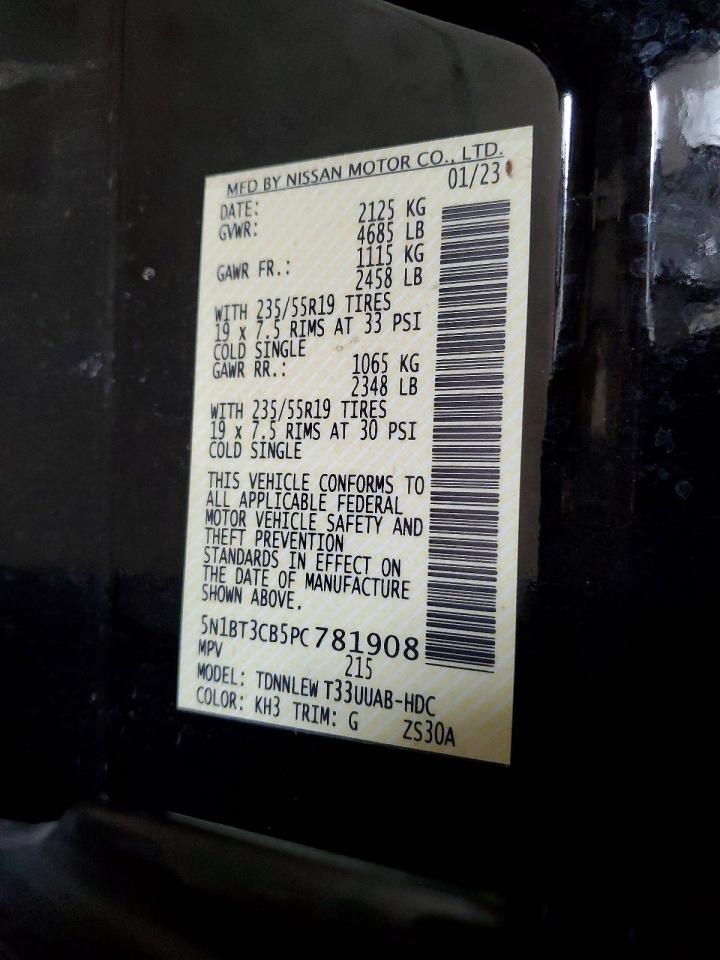 MFD BY NISSAN MOTOR CO., LTD.
DATE: 01/23
GVWR: 2125 KG
4685 LB
GAWR FR.: 1115 KG
2458 LB
WITH 235/55R19 TIRES
19 x 7.5 RIMS AT 33 PSI
COLD SINGLE
GAWR RR.: 1065 KG
2348 LB
WITH 235/55R19 TIRES
19 x 7.5 RIMS AT 30 PSI
COLD SINGLE
THIS VEHICLE CONFORMS TO
ALL APPLICABLE FEDERAL
MOTOR VEHICLE SAFETY AND
THEFT PREVENTION
STANDARDS IN EFFECT ON
THE DATE OF MANUFACTURE
SHOWN ABOVE.
5N1BT3CB5PC781908
MPV 215
MODEL: TDNNLEW T33UUAB-HDC
COLOR: KH3 TRIM: G ZS30A